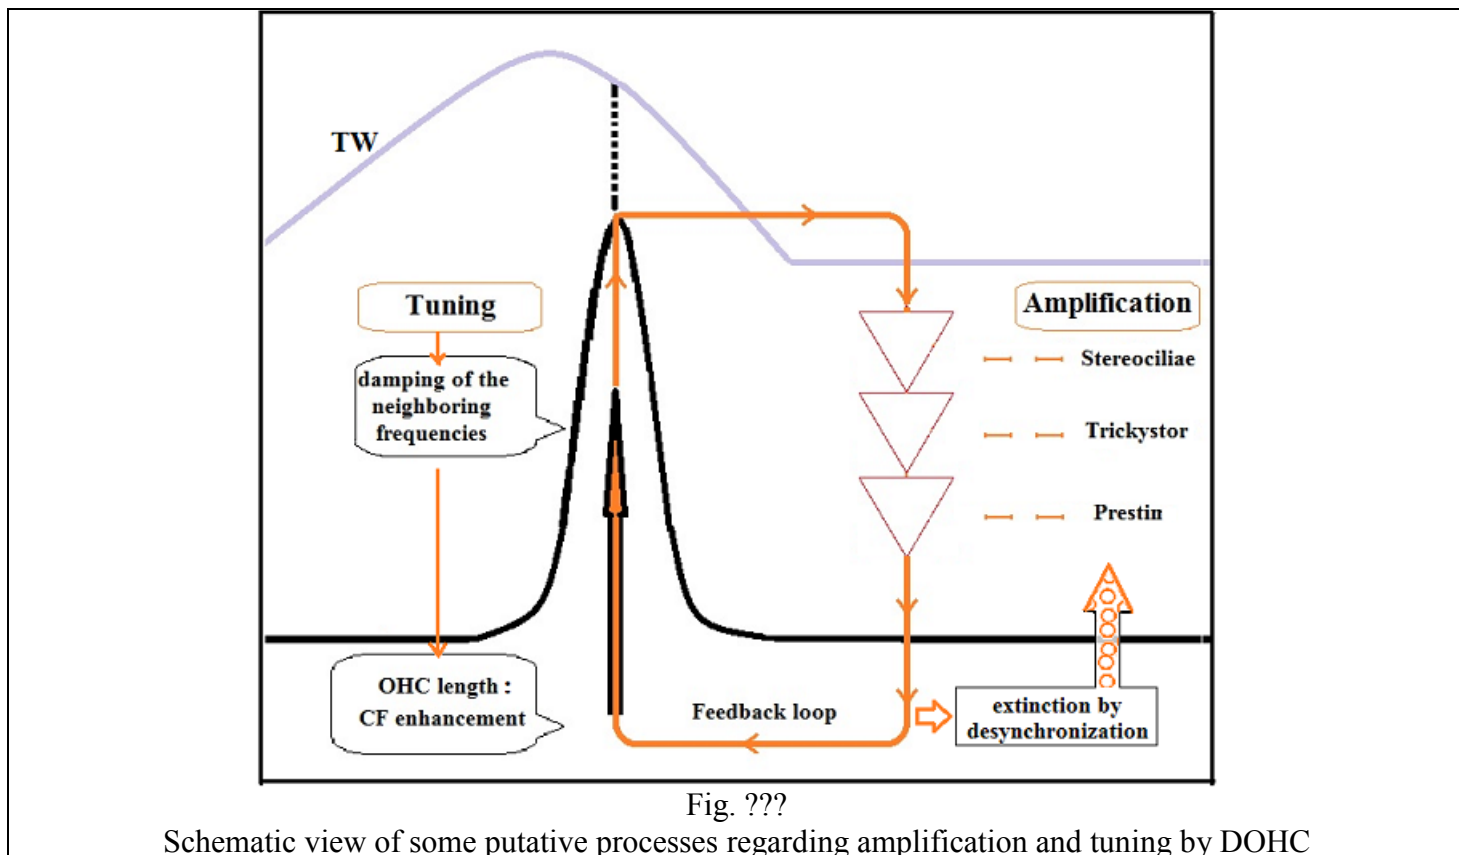 TW
Tuning
damping of the
neighboring
frequencies
OHC length :
CF enhancement
Amplification
Stereociliae
Trickystor
Prestin
Feedback loop
extinction by
desynchronization
Fig. ???
Schematic view of some putative processes regarding amplification and tuning by DOHC